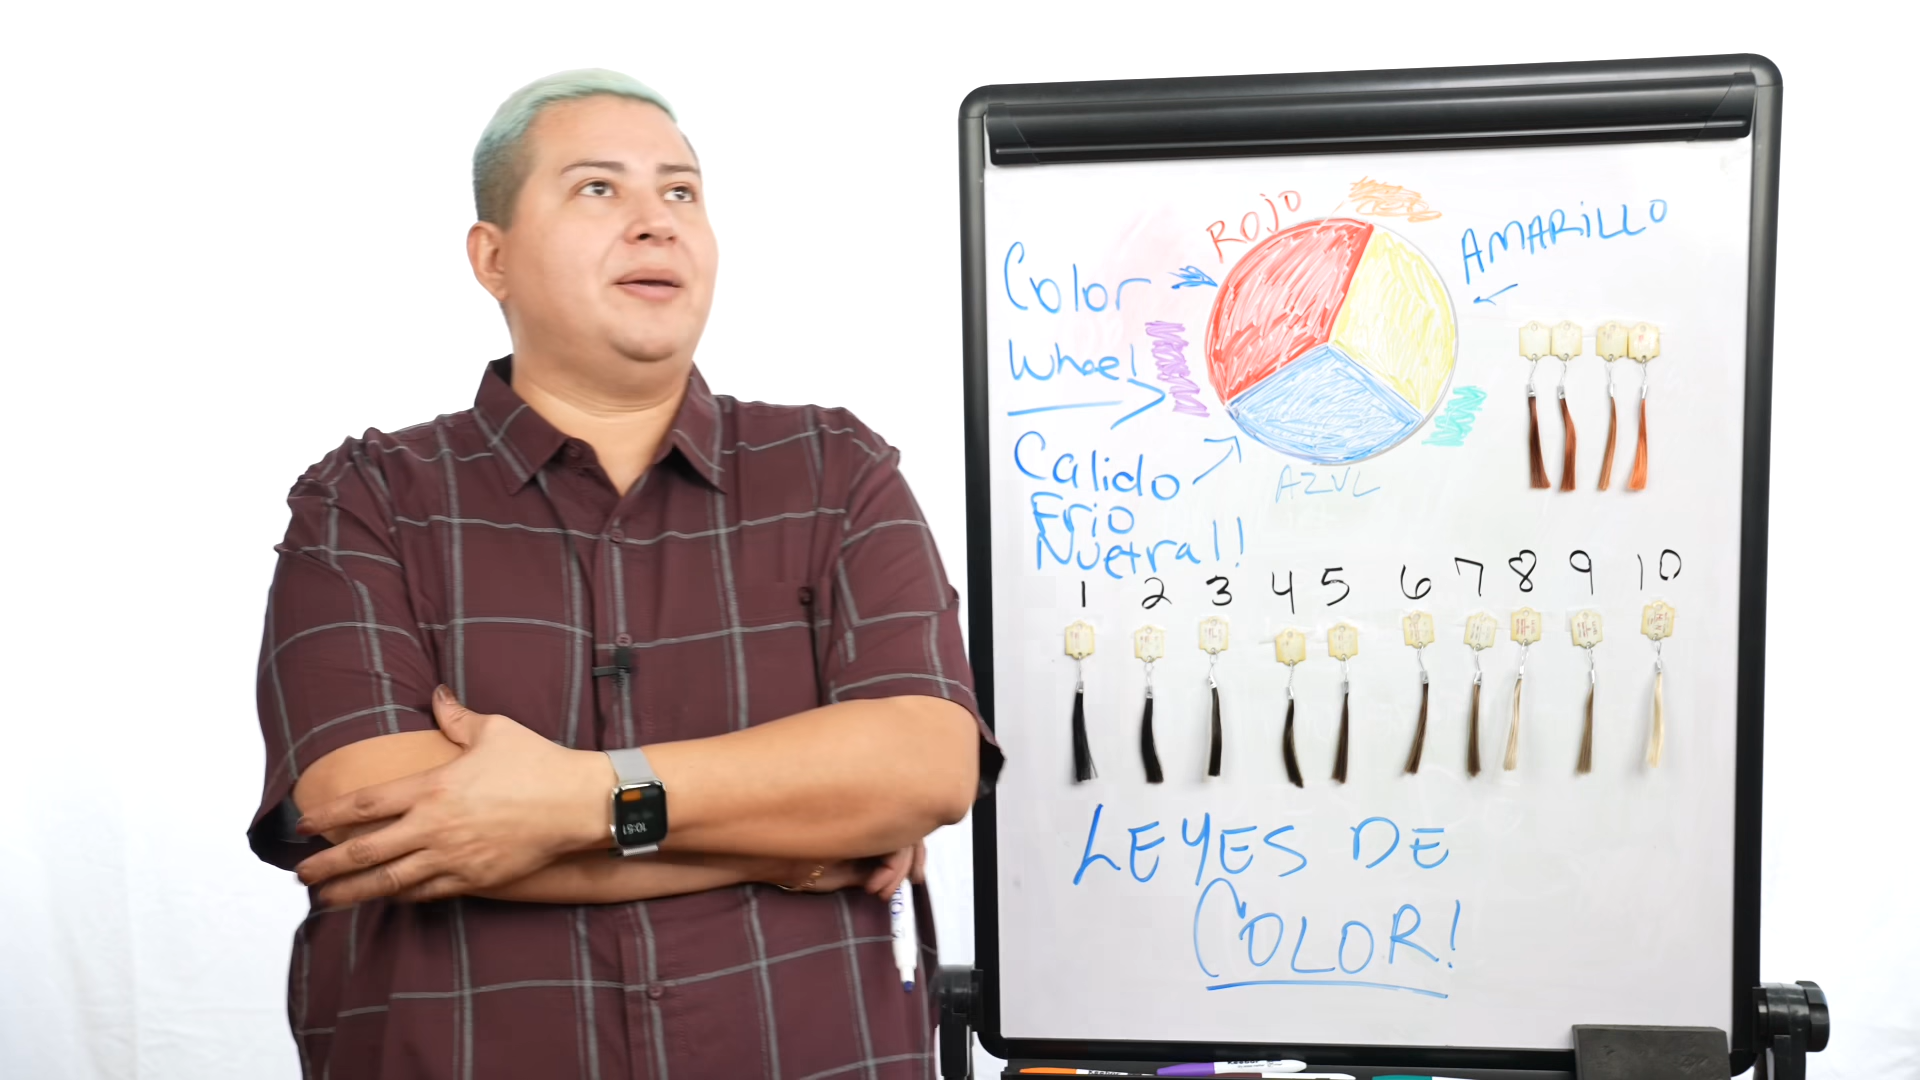 ROJO
AMARILLO
Color
Wheel
Calido
Frio
Nuetral!
AZUL
1 2 3 4 5 6 7 8 9 10
LEYES DE
COLOR!
10:51